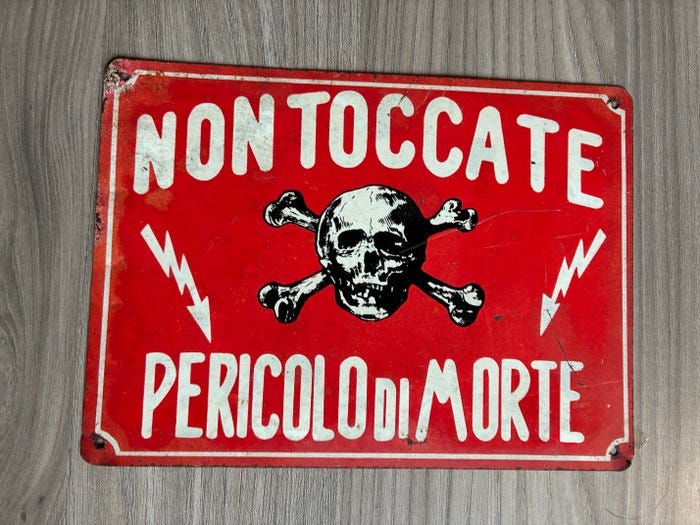 NON TOCCATE
PERICOLO DI MORTE